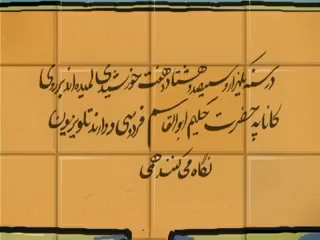 در سنه یکهزار و سیصد و هشتاد و هفت خورشیدی لمیده اند بر روی
کاناپه حضرت حکیم ابوالقاسم فردوسی و دارند تلویزیون
نگاه می کنند همی